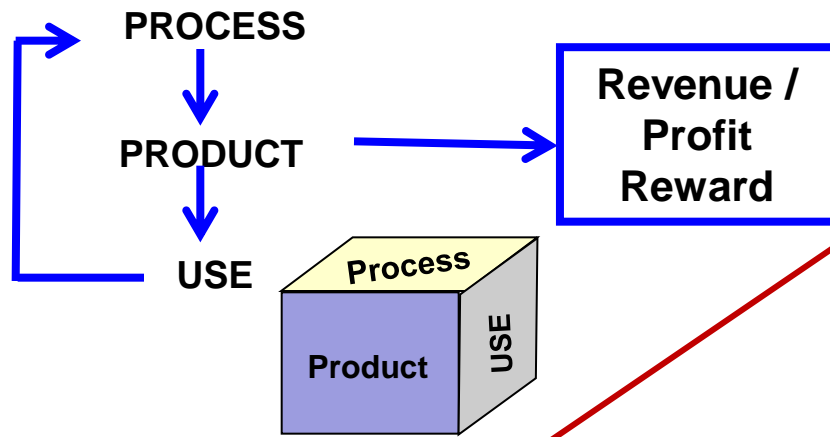 PROCESS
PRODUCT
USE
Revenue /
Profit
Reward
Process
Product
USE